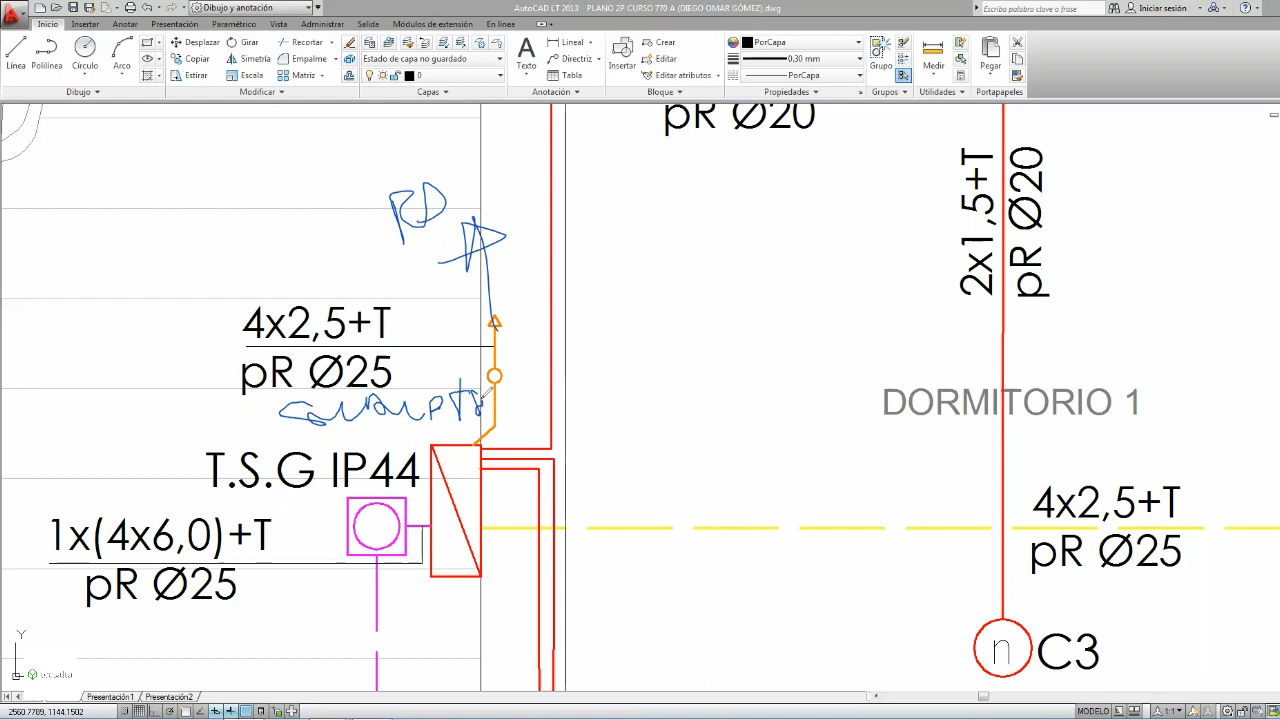 AutoCAD LT 2013 PLANO 2P CURSO 770 A (DIEGO OMAR GÓMEZ).dwg
Dibujo y anotación
Escriba palabra clave o frase
Iniciar sesión
Inicio Insertar Anotar Presentación Paramétrico Vista Administrar Salida Módulos de extensión En línea
Línea Polilínea Círculo Arco
Desplazar Girar Recortar
Copiar Simetría Empalme
Estirar Escala Matriz
Estado de capa no guardado
0
Texto
Lineal
Directriz
Tabla
Insertar
Crear
Editar
Editar atributos
PorCapa
0.30 mm
PorCapa
Grupo
Medir
Pegar
Dibujo Modificar Capas Anotación Bloque Propiedades Grupos Utilidades Portapapeles
pR Ø20
2x1,5+T
pR Ø20
RD
4x2,5+T
pR Ø25
DORMITORIO 1
T.S.G IP44
1x(4x6,0)+T
pR Ø25
4x2,5+T
pR Ø25
n C3
Y
X
tecsalta
Presentación1 Presentación2
2560.7789, 1144.1502
MODELO
1:1